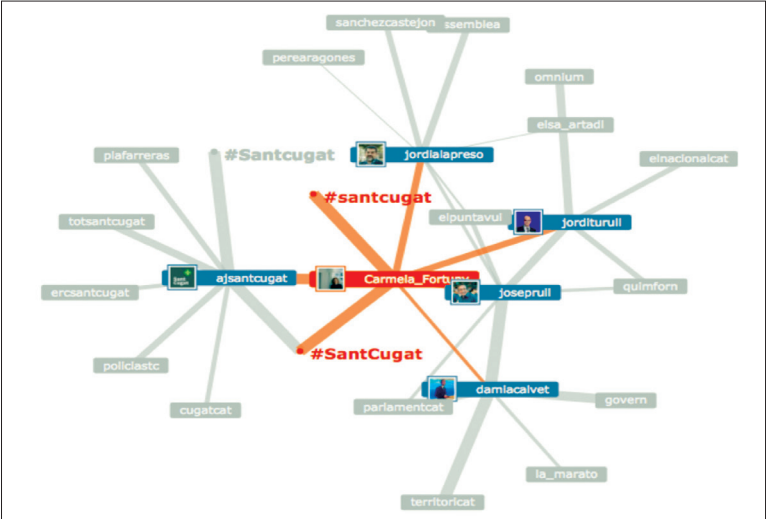 sanchezcastejon
ssemblea
perearagones
omnium
elsa_artadi
plafarreras
#Santcugat
jordialapreso
elnacionalcat
#santcugat
totsantcugat
elpuntavui
jorditurull
ajsantcugat
Carmela_Fortuny
joseprull
quimforn
ercsantcugat
#SantCugat
policiastc
damiacalvet
govern
cugatcat
parlamentcat
la_marato
territoricat